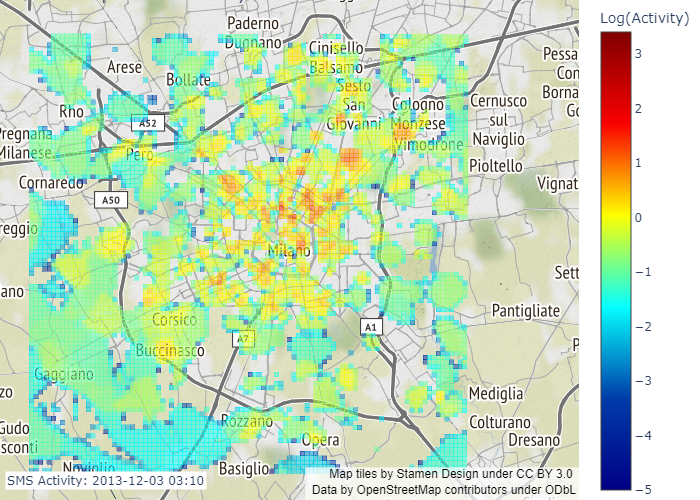 Log(Activity)
3
2
1
0
−1
−2
−3
−4
−5
Paderno
Dugnano
Cinisello
Balsamo
Arese
Bollate
Sesto
San
Giovanni
Cologno
Monzese
Cernusco
sul
Naviglio
Pessa
Con
Borna
Go
Rho
A52
Pregnana
Milanese
Pero
Vimodrone
Pioltello
Cornaredo
A50
Vignat
reggio
Milano
Sett
ano
Corsico
A7
A1
Pantigliate
Buccinasco
P
Gaggiano
zo
Mediglia
Gudo
sconti
Rozzano
Opera
Colturano
Dresano
Noviglio
Basiglio
SMS Activity: 2013-12-03 03:10
Map tiles by Stamen Design under CC BY 3.0
Data by OpenStreetMap contributors under ODbL